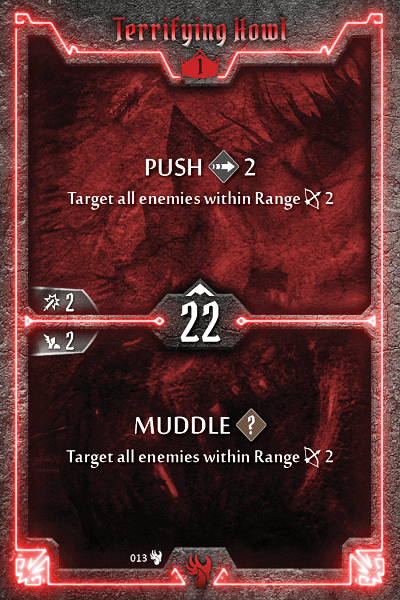 Terrifying Howl
1
PUSH 2
Target all enemies within Range 2
2
22
2
MUDDLE ?
Target all enemies within Range 2
013